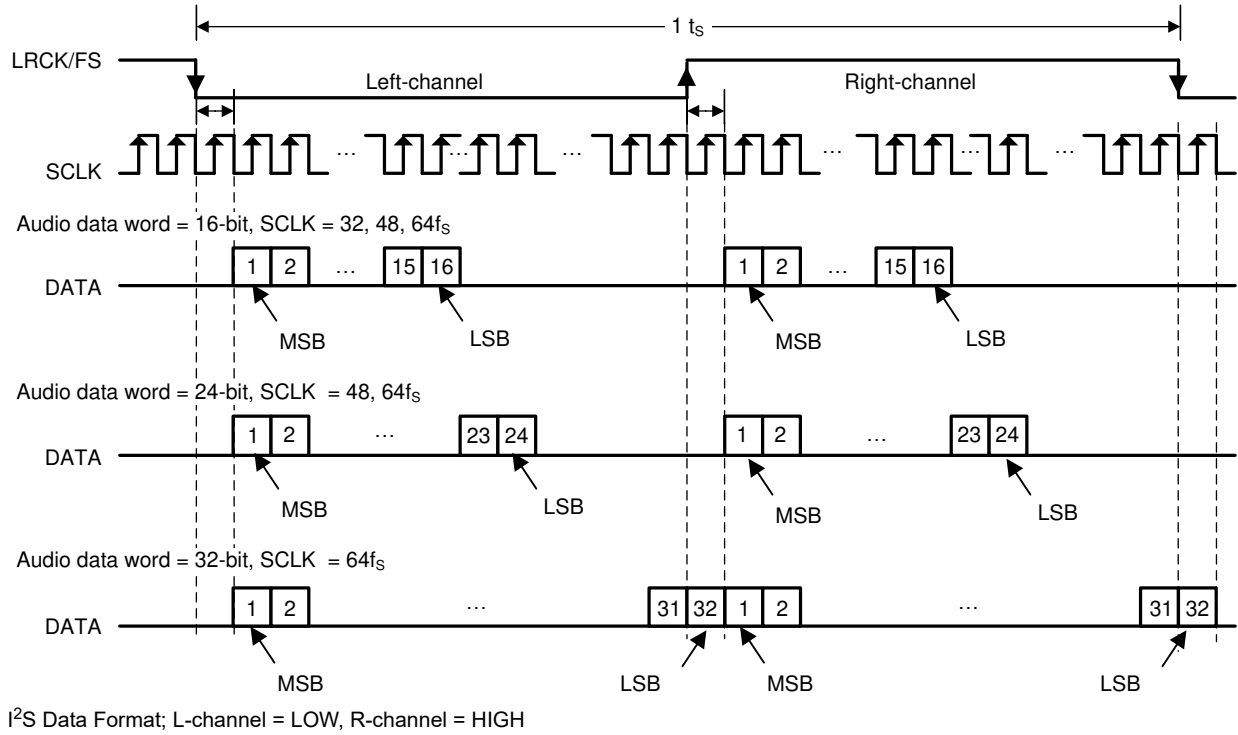 1 tS
LRCK/FS
Left-channel
Right-channel
SCLK
… … … … … …
Audio data word = 16-bit, SCLK = 32, 48, 64fS
DATA
1 2 … 15 16 1 2 … 15 16
MSB LSB MSB LSB
Audio data word = 24-bit, SCLK = 48, 64fS
DATA
1 2 … 23 24 1 2 … 23 24
MSB LSB MSB LSB
Audio data word = 32-bit, SCLK = 64fS
DATA
1 2 … 31 32 1 2 … 31 32
MSB LSB MSB LSB
I2S Data Format; L-channel = LOW, R-channel = HIGH